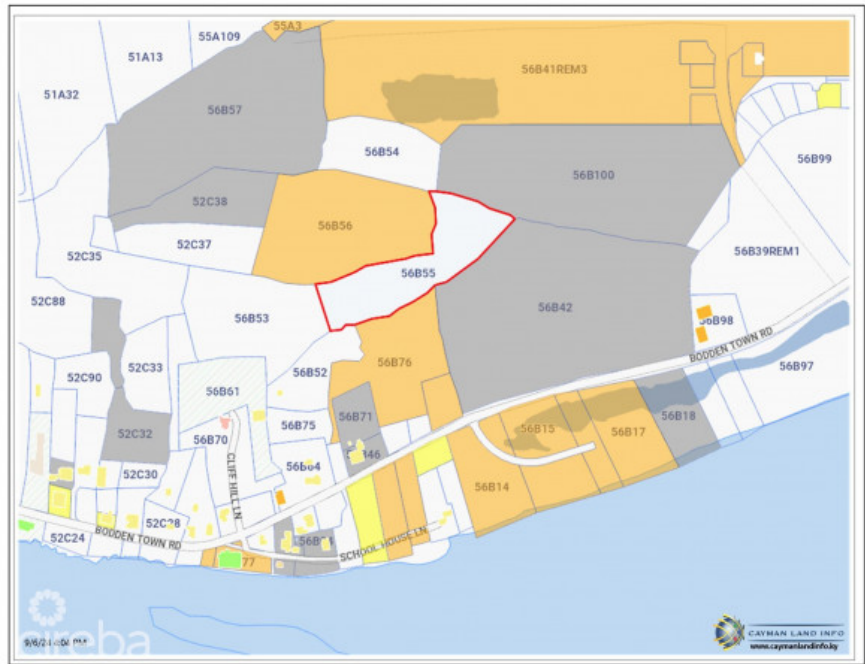 55A3
55A109
51A13
56B41REM3
51A32
56B57
56B54
56B99
56B100
52C38
56B56
52C37
52C35
56B39REM1
56B55
52C88
56B53
56B42
56B98
BODDEN TOWN RD
52C33
52C90
56B52
56B76
56B97
56B61
56B71
52C32
56B70
56B75
56B15
56B17
56B18
52C30
CLIFF HILL LN
56B14
52C24
BODDEN TOWN RD
SCHOOL HOUSE LN
cireba
CAYMAN LAND INFO
www.caymanlandinfo.ky